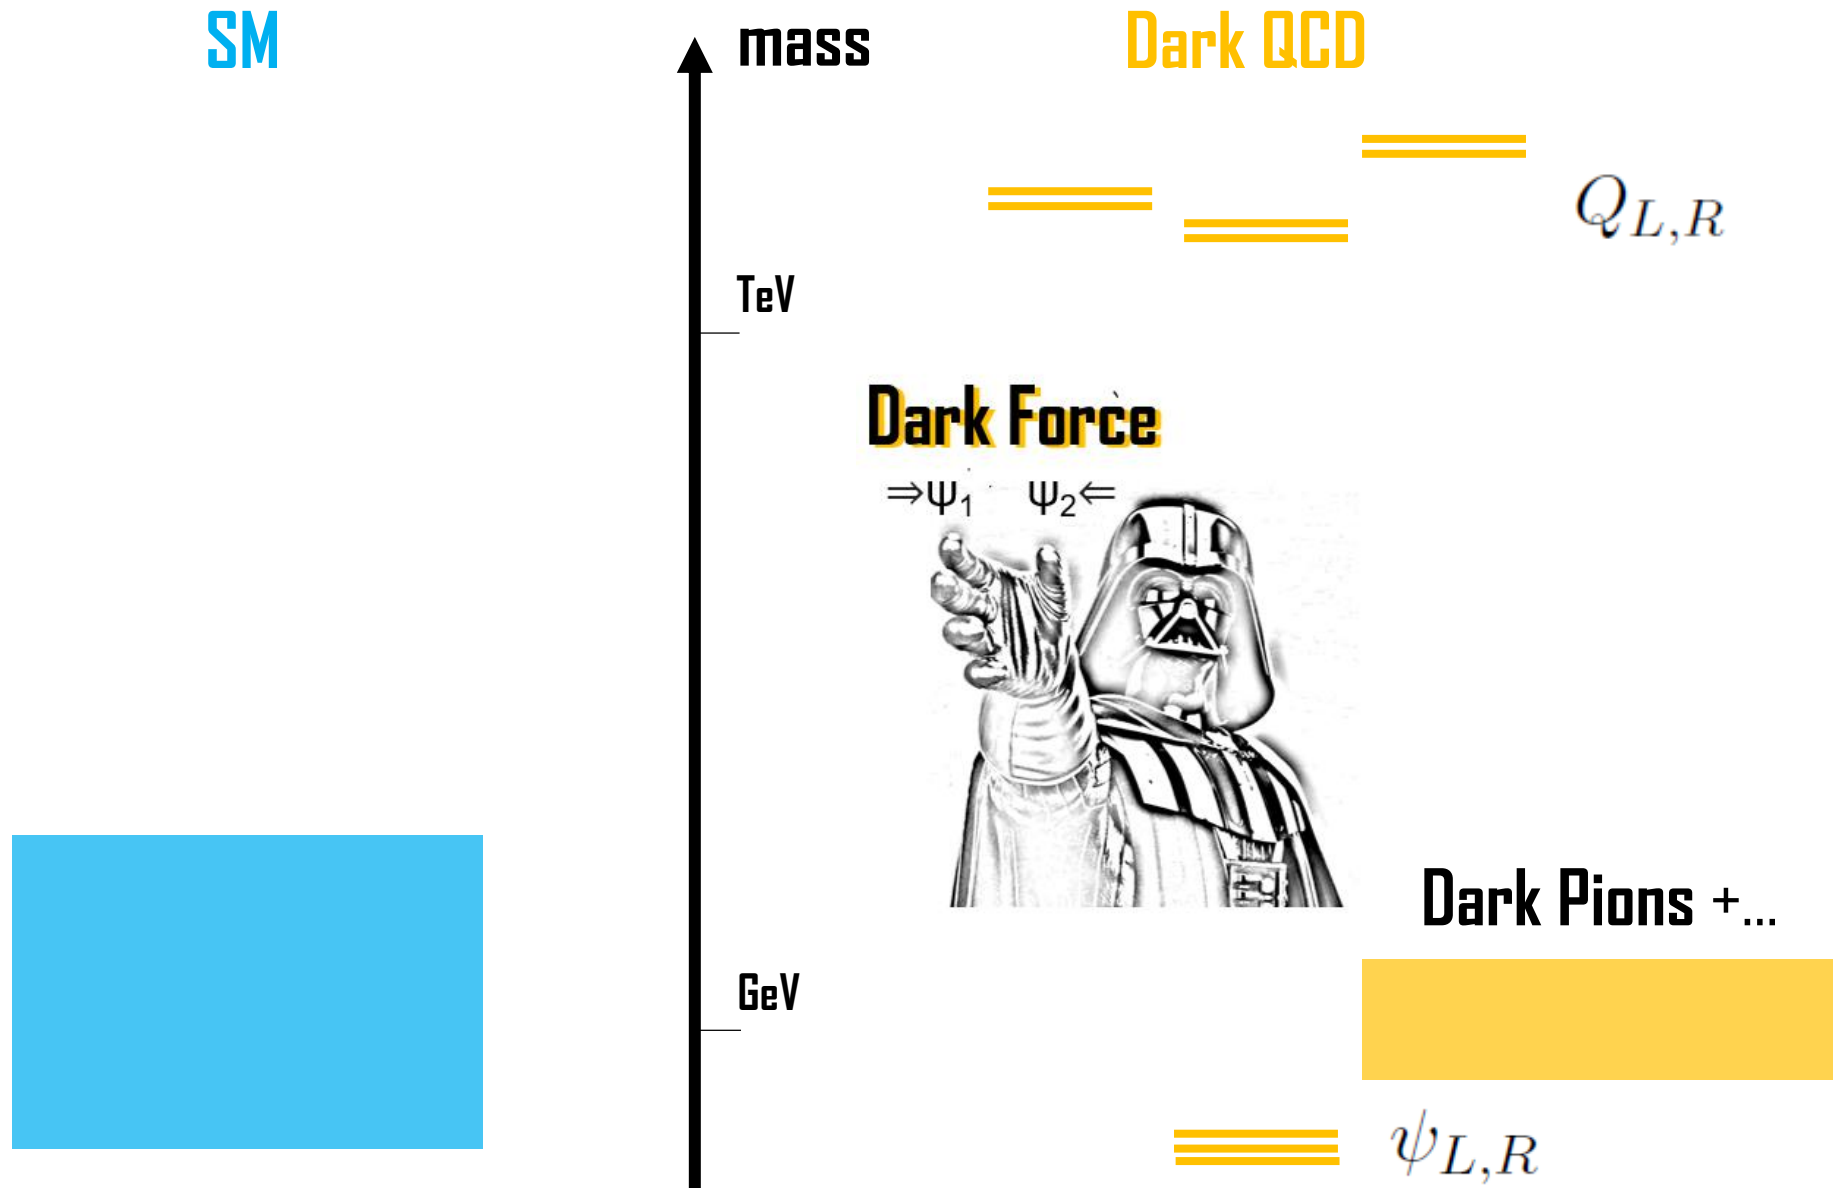 SM
mass
Dark QCD
Q_{L,R}
TeV
Dark Force
⇒ψ₁ ψ₂⇐
Dark Pions +...
GeV
ψ_{L,R}